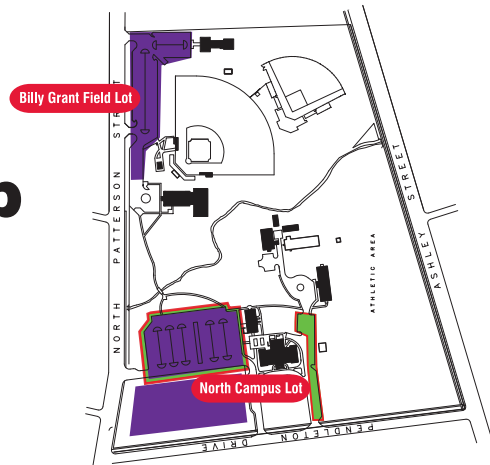 Billy Grant Field Lot
NORTH PATTERSON STREET
ASHLEY STREET
ATHLETIC AREA
North Campus Lot
PENDLETON DRIVE